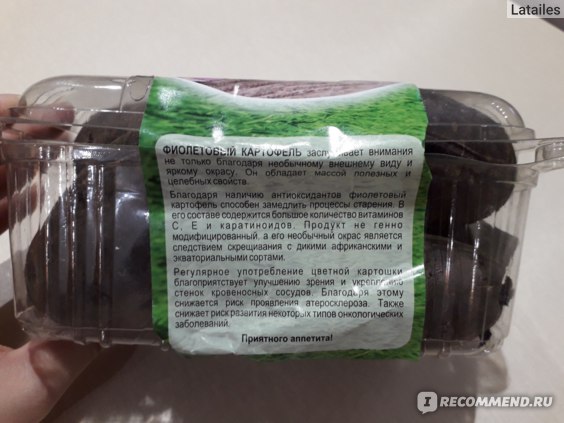 Latailes
ФИОЛЕТОВЫЙ КАРТОФЕЛЬ заслуживает внимания
не только благодаря необычному внешнему виду и
яркому окрасу. Он обладает массой полезных и
целебных свойств.
Благодаря наличию антиоксидантов фиолетовый
картофель способен замедлить процессы старения. В
его составе содержится большое количество витаминов
С, Е и каратиноидов. Продукт не генно
модифицированный, а его необычный окрас является
следствием скрещивания с дикими африканскими и
экваториальными сортами.
Регулярное употребление цветной картошки
благоприятствует улучшению зрения и укреплению
стенок кровеносных сосудов. Благодаря этому
снижается риск проявления атеросклероза. Также
снижает риск развития некоторых типов онкологических
заболеваний.
Приятного аппетита!
IRECOMMEND.RU